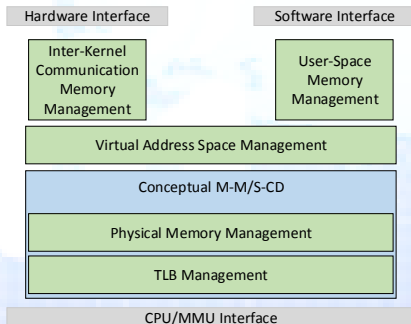 Hardware Interface
Software Interface
Inter-Kernel
Communication
Memory
Management
User-Space
Memory
Management
Virtual Address Space Management
Conceptual M-M/S-CD
Physical Memory Management
TLB Management
CPU/MMU Interface